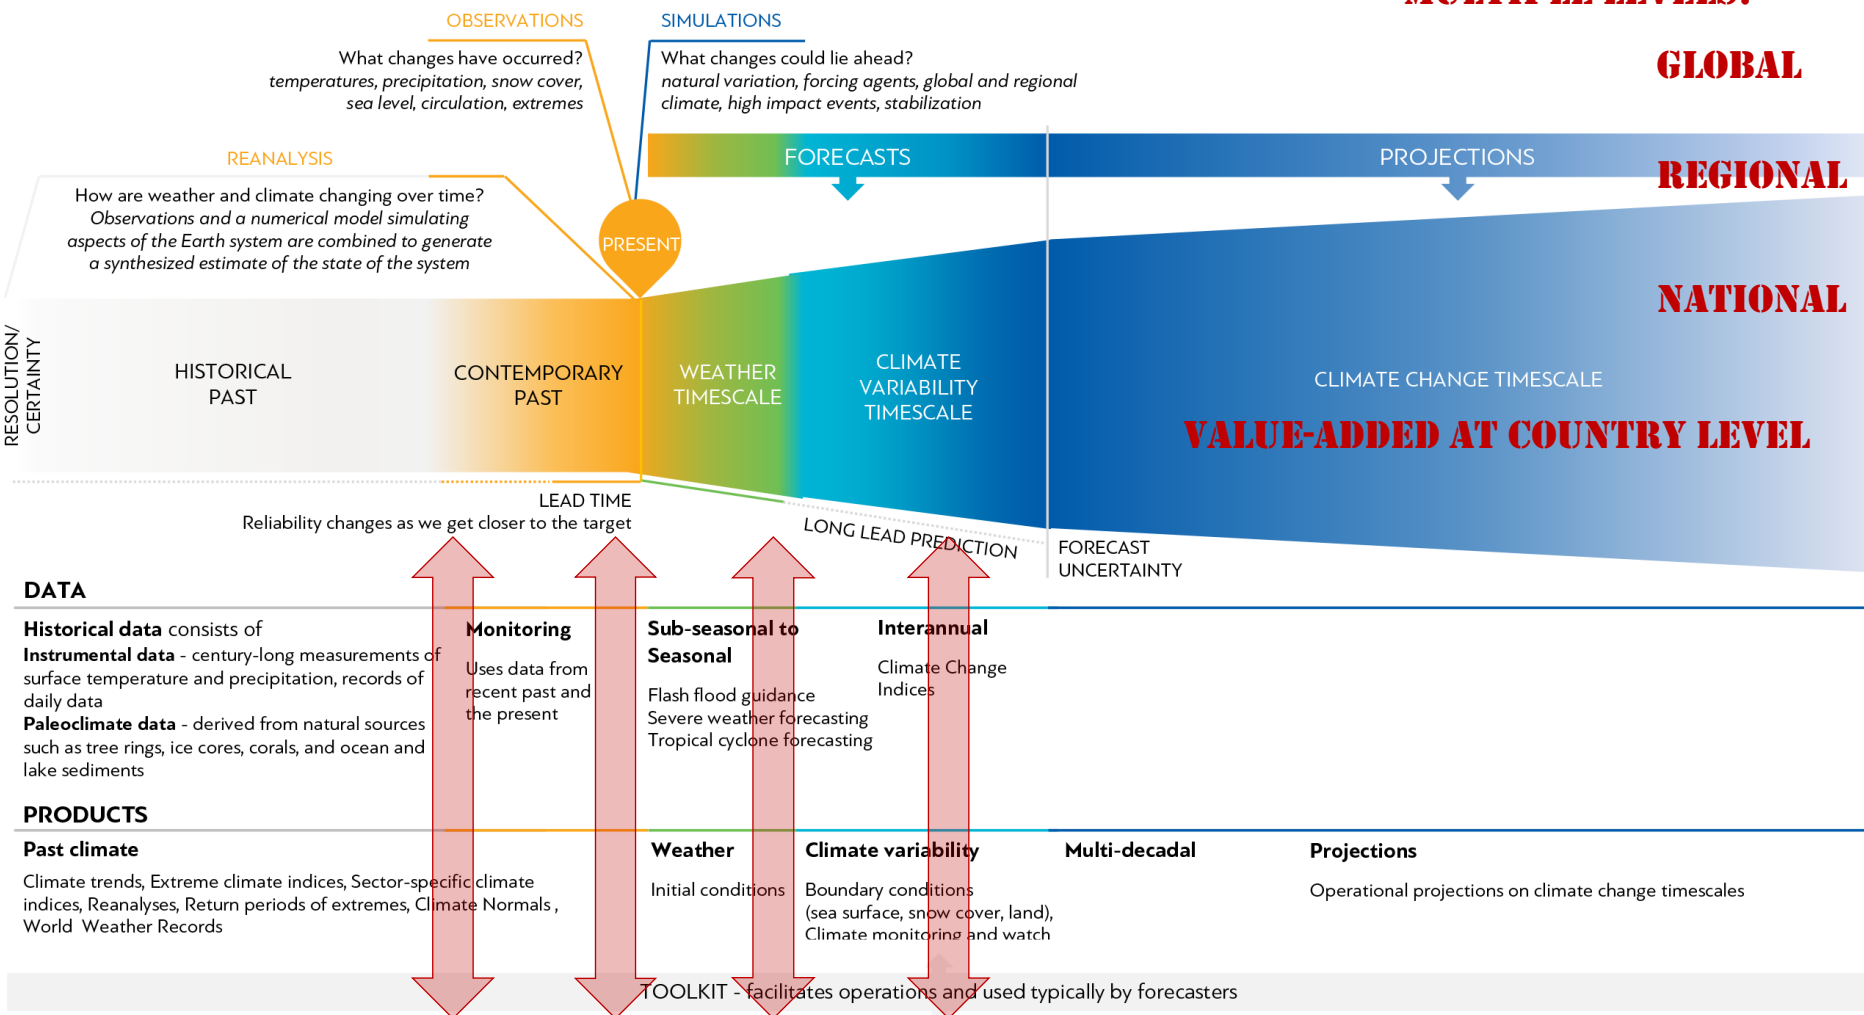 MULTIPLE LEVELS:
OBSERVATIONS
What changes have occurred?
temperatures, precipitation, snow cover,
sea level, circulation, extremes
SIMULATIONS
What changes could lie ahead?
natural variation, forcing agents, global and regional
climate, high impact events, stabilization
GLOBAL
REANALYSIS
How are weather and climate changing over time?
Observations and a numerical model simulating
aspects of the Earth system are combined to generate
a synthesized estimate of the state of the system
PRESENT
FORECASTS
PROJECTIONS
REGIONAL
NATIONAL
RESOLUTION/
CERTAINTY
HISTORICAL
PAST
CONTEMPORARY
PAST
WEATHER
TIMESCALE
CLIMATE
VARIABILITY
TIMESCALE
CLIMATE CHANGE TIMESCALE
VALUE-ADDED AT COUNTRY LEVEL
LEAD TIME
Reliability changes as we get closer to the target
LONG LEAD PREDICTION
FORECAST
UNCERTAINTY
DATA
Historical data consists of
Instrumental data - century-long measurements of
surface temperature and precipitation, records of
daily data
Paleoclimate data - derived from natural sources
such as tree rings, ice cores, corals, and ocean and
lake sediments
Monitoring
Uses data from
recent past and
the present
Sub-seasonal to
Seasonal
Flash flood guidance
Severe weather forecasting
Tropical cyclone forecasting
Interannual
Climate Change
Indices
PRODUCTS
Past climate
Climate trends, Extreme climate indices, Sector-specific climate
indices, Reanalyses, Return periods of extremes, Climate Normals ,
World Weather Records
Weather
Initial conditions
Climate variability
Boundary conditions
(sea surface, snow cover, land),
Climate monitoring and watch
Multi-decadal
Projections
Operational projections on climate change timescales
TOOLKIT - facilitates operations and used typically by forecasters